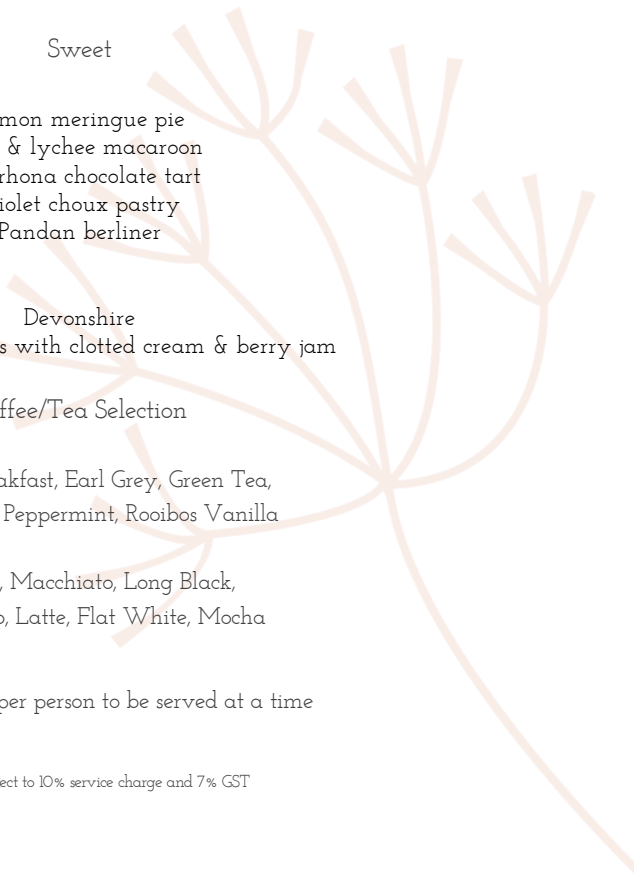 Sweet
mon meringue pie
& lychee macaroon
rhona chocolate tart
iolet choux pastry
Pandan berliner
Devonshire
s with clotted cream & berry jam
ffee/Tea Selection
akfast, Earl Grey, Green Tea,
Peppermint, Rooibos Vanilla
, Macchiato, Long Black,
o, Latte, Flat White, Mocha
per person to be served at a time
ect to 10% service charge and 7% GST